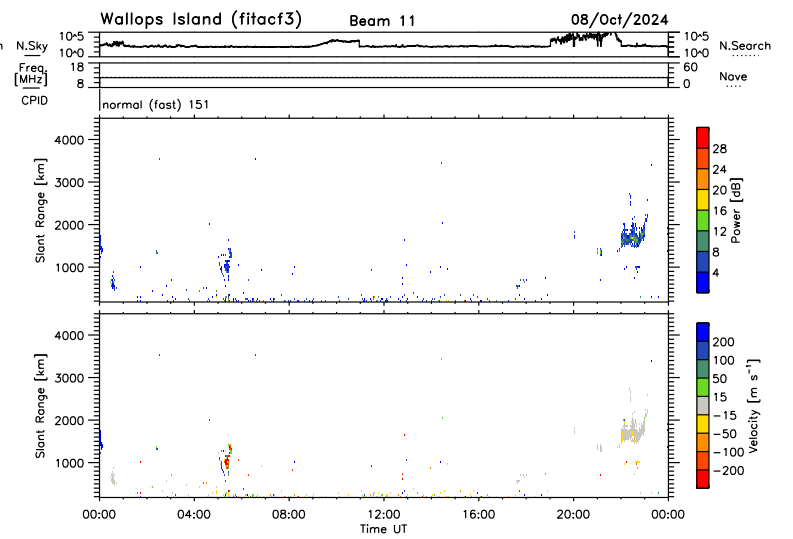 Wallops Island (fitacf3) Beam 11 08/Oct/2024
N.Sky 10^5 10^0 10^5 10^0 N.Search
Freq. [MHz] 18 8 60 0 Nave
CPID normal (fast) 151
Slant Range [km] 4000 3000 2000 1000
28 24 20 16 12 8 4 Power [dB]
Slant Range [km] 4000 3000 2000 1000
200 100 50 15 −15 −50 −100 −200 Velocity [m s⁻¹]
00:00 04:00 08:00 12:00 16:00 20:00 00:00
Time UT